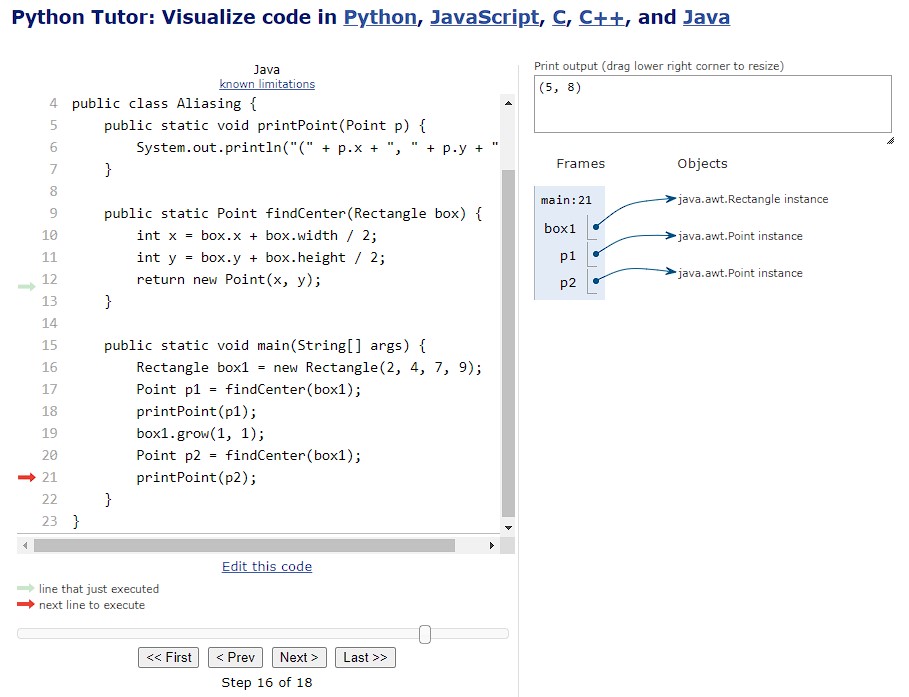 Python Tutor: Visualize code in Python, JavaScript, C, C++, and Java
Java
known limitations
4 public class Aliasing {
5     public static void printPoint(Point p) {
6         System.out.println("(" + p.x + ", " + p.y + "
7     }
8
9     public static Point findCenter(Rectangle box) {
10         int x = box.x + box.width / 2;
11         int y = box.y + box.height / 2;
12         return new Point(x, y);
13     }
14
15     public static void main(String[] args) {
16         Rectangle box1 = new Rectangle(2, 4, 7, 9);
17         Point p1 = findCenter(box1);
18         printPoint(p1);
19         box1.grow(1, 1);
20         Point p2 = findCenter(box1);
21         printPoint(p2);
22     }
23 }
Edit this code
line that just executed
next line to execute
<< First < Prev Next > Last >>
Step 16 of 18
Print output (drag lower right corner to resize)
(5, 8)
Frames Objects
main:21
box1 java.awt.Rectangle instance
p1 java.awt.Point instance
p2 java.awt.Point instance